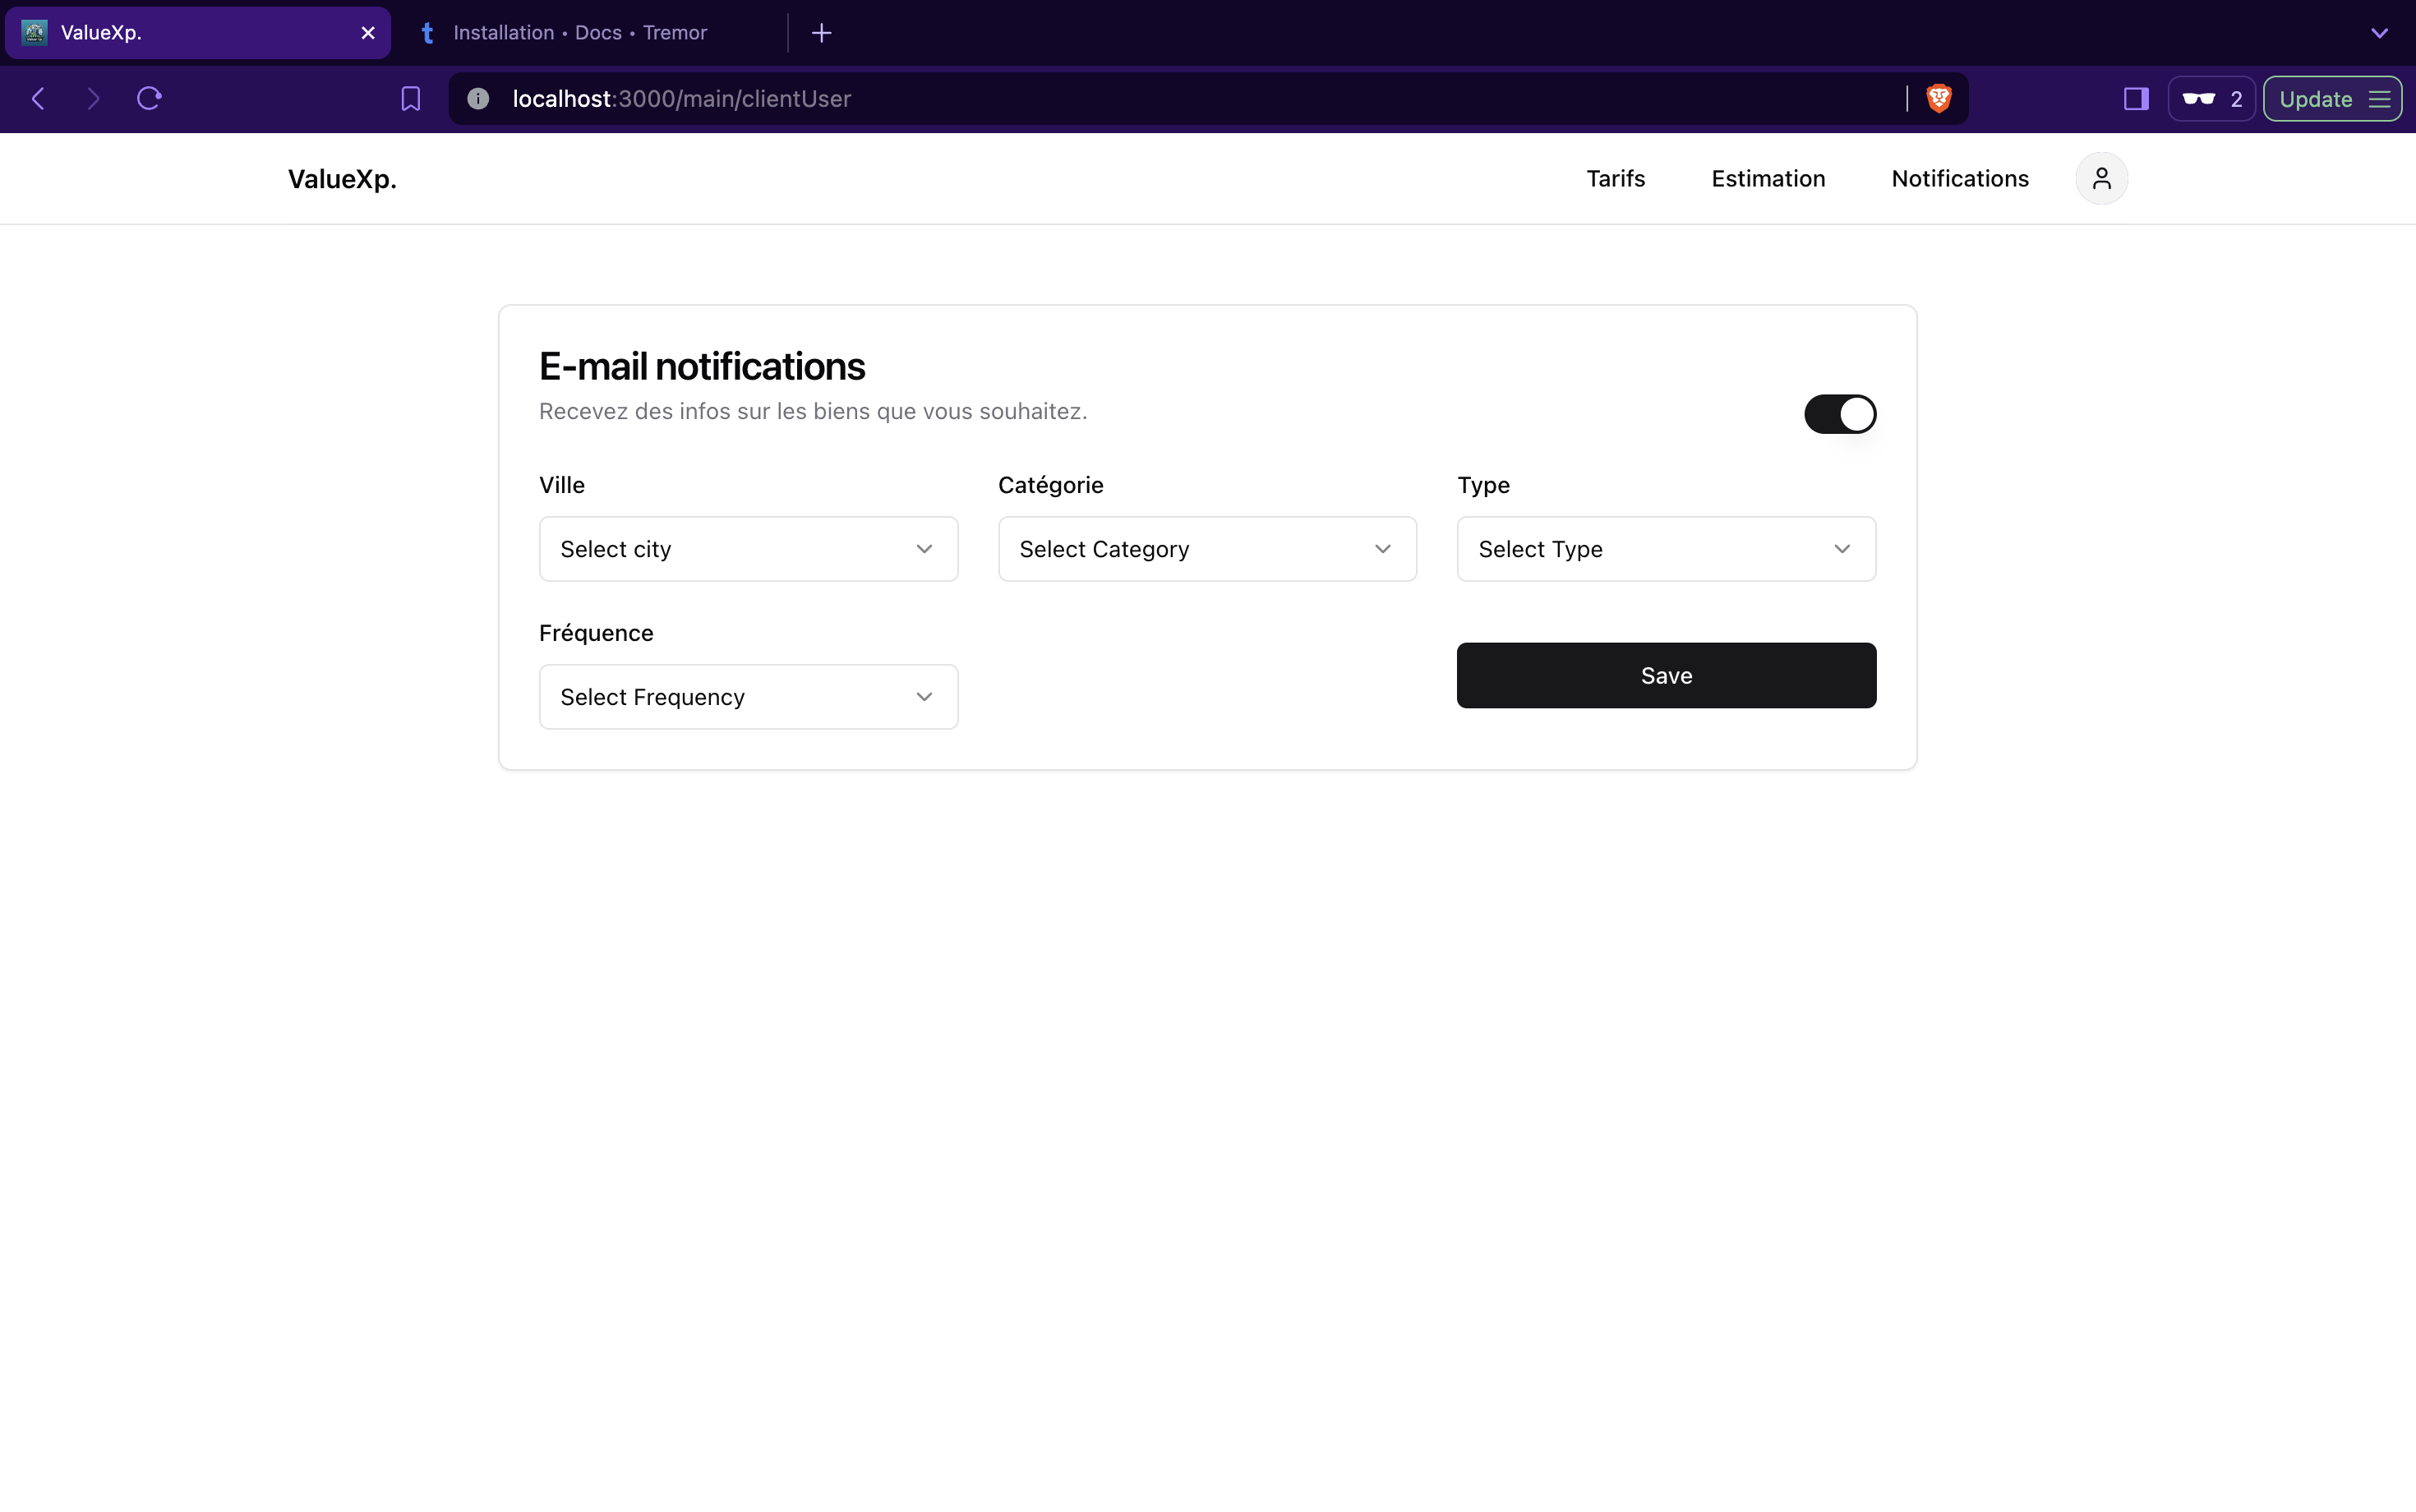 ValueXp.
Installation • Docs • Tremor
localhost:3000/main/clientUser
2
Update
ValueXp.
Tarifs
Estimation
Notifications
E-mail notifications
Recevez des infos sur les biens que vous souhaitez.
Ville
Catégorie
Type
Select city
Select Category
Select Type
Fréquence
Select Frequency
Save